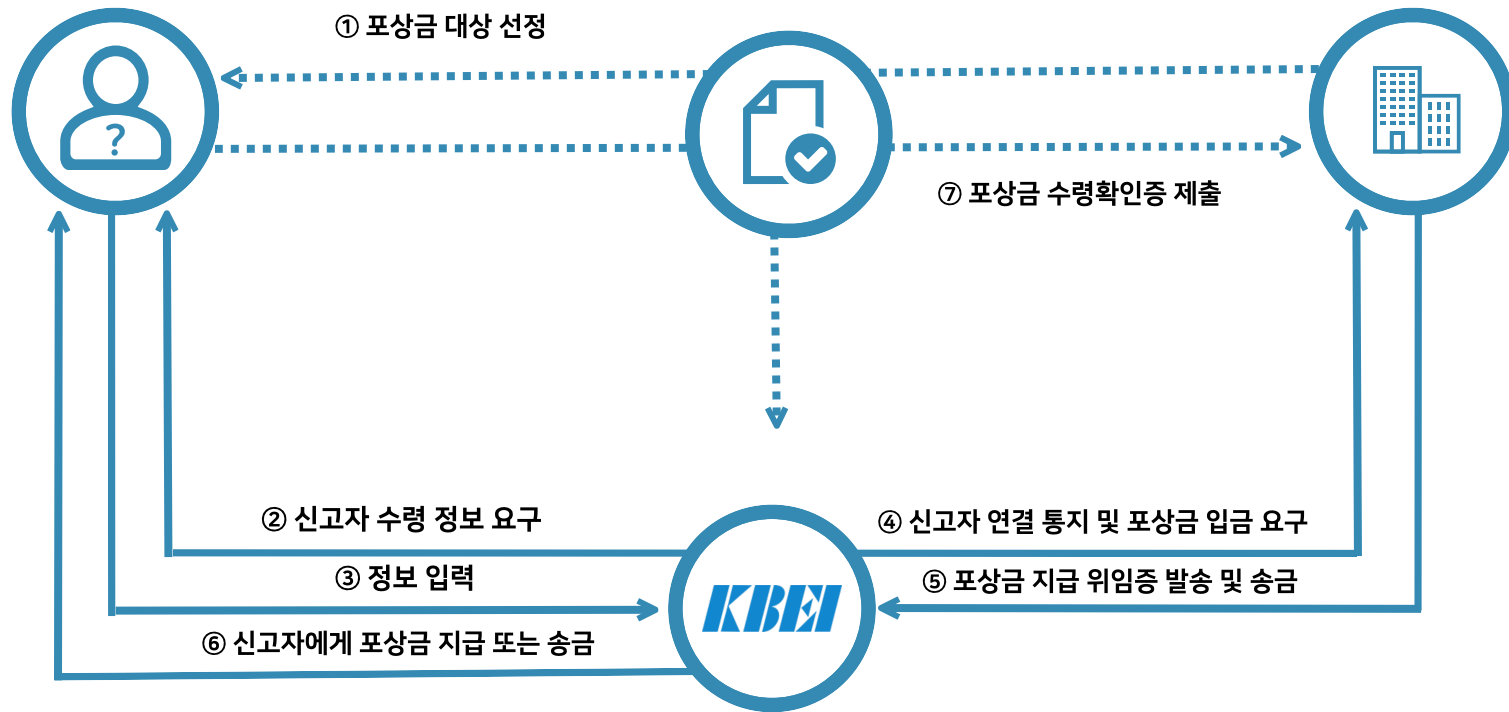 ① 포상금 대상 선정
?
⑦ 포상금 수령확인증 제출
② 신고자 수령 정보 요구
④ 신고자 연결 통지 및 포상금 입금 요구
③ 정보 입력
⑤ 포상금 지급 위임증 발송 및 송금
KBEI
⑥ 신고자에게 포상금 지급 또는 송금